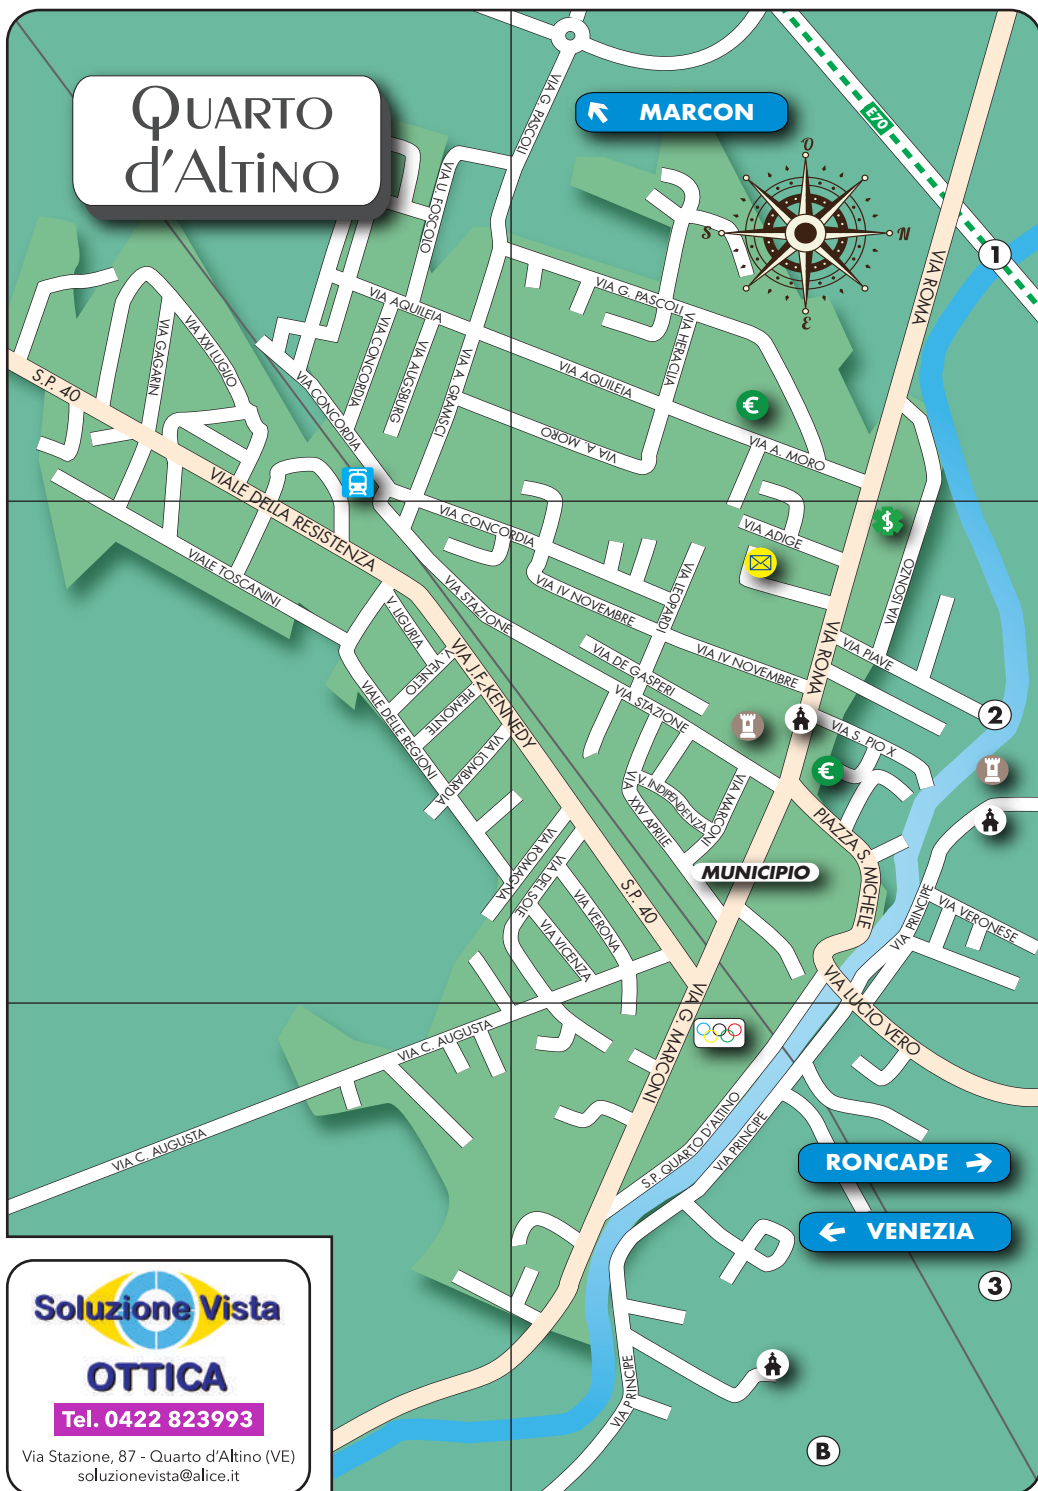 QUARTO
d'ALTINO
MARCON
E70
O
S
N
E
1
VIA G. PASCOLI
VIA U. FOSCOLO
VIA ROMA
VIA G. PASCOLI
VIA HERACLIA
VIA AQUILEIA
VIA CONCORDIA
VIA AUGSBURG
VIA A. GRAMSCI
VIA GAGARIN
VIA XXI LUGLIO
S.P. 40
VIA CONCORDIA
VIA AQUILEIA
€
VIA A. MORO
VIA A. MORO
VIALE DELLA RESISTENZA
VIA CONCORDIA
VIA ADIGE
$
VIALE TOSCANINI
VIA STAZIONE
VIA IV NOVEMBRE
VIA LEOPARDI
VIA ISONZO
V. LIGURIA
V. VENETO
PIEMONTE
VIA LOMBARDIA
VIALE DELLE REGIONI
VIA J.F. KENNEDY
VIA DE GASPERI
VIA IV NOVEMBRE
VIA ROMA
VIA PIAVE
VIA STAZIONE
VIA S. PIO X
2
€
V. INDIPENDENZA
VIA XXV APRILE
VIA MARCONI
PIAZZA S. MICHELE
MUNICIPIO
VIA ROMAGNA
VIA DEL SOLE
VIA VERONA
VIA VICENZA
S.P. 40
VIA PRINCIPE
VIA VERONESE
VIA LUCIO VERO
VIA G. MARCONI
VIA C. AUGUSTA
VIA C. AUGUSTA
S.P. QUARTO D'ALTINO
VIA PRINCIPE
RONCADE
VENEZIA
3
VIA PRINCIPE
B
Soluzione Vista
OTTICA
Tel. 0422 823993
Via Stazione, 87 - Quarto d'Altino (VE)
soluzionevista@alice.it